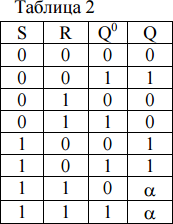 Таблица 2
S R Q⁰ Q
0 0 0 0
0 0 1 1
0 1 0 0
0 1 1 0
1 0 0 1
1 0 1 1
1 1 0 α
1 1 1 α